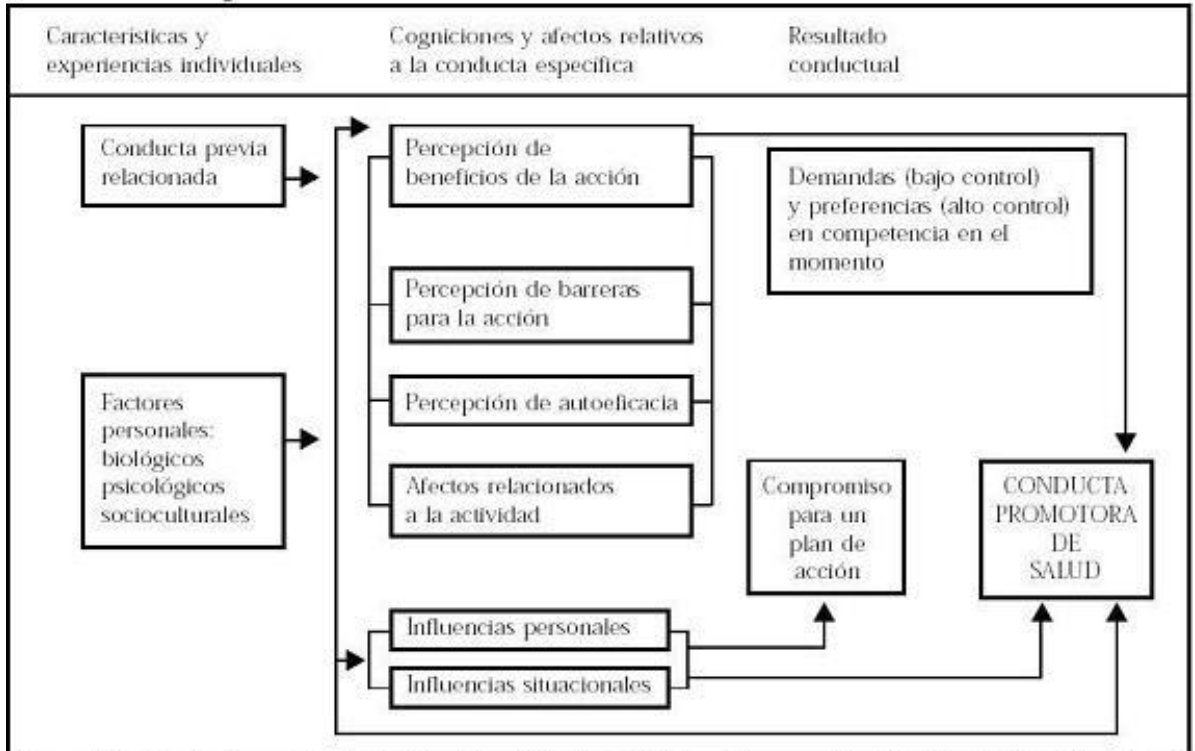 Características y
experiencias individuales
Cogniciones y afectos relativos
a la conducta específica
Resultado
conductual
Conducta previa
relacionada
Factores
personales:
biológicos
psicológicos
socioculturales
Percepción de
beneficios de la acción
Percepción de barreras
para la acción
Percepción de autoeficacia
Afectos relacionados
a la actividad
Influencias personales
Influencias situacionales
Demandas (bajo control)
y preferencias (alto control)
en competencia en el
momento
Compromiso
para un
plan de
acción
CONDUCTA
PROMOTORA
DE
SALUD